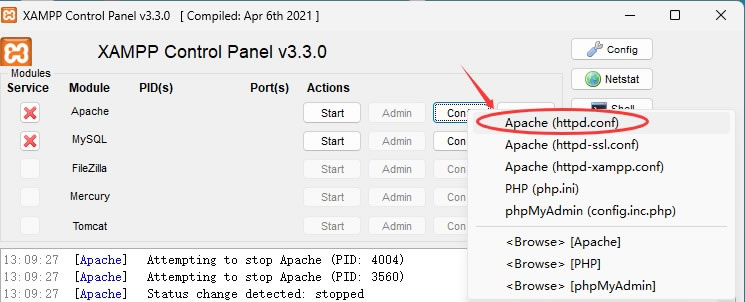 XAMPP Control Panel v3.3.0 [ Compiled: Apr 6th 2021 ]
XAMPP Control Panel v3.3.0
Config
Netstat
Shell
Modules
Service Module PID(s) Port(s) Actions
Apache Start Admin
MySQL Start Admin
FileZilla Start Admin
Mercury Start Admin
Tomcat Start Admin
Apache (httpd.conf)
Apache (httpd-ssl.conf)
Apache (httpd-xampp.conf)
PHP (php.ini)
phpMyAdmin (config.inc.php)
<Browse> [Apache]
<Browse> [PHP]
<Browse> [phpMyAdmin]
13:09:27 [Apache] Attempting to stop Apache (PID: 4004)
13:09:27 [Apache] Attempting to stop Apache (PID: 3560)
13:09:27 [Apache] Status change detected: stopped